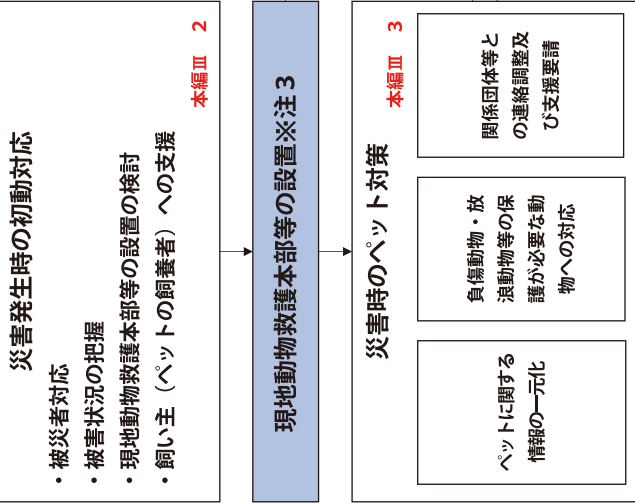 災害発生時の初動対応
・被災者対応
・被害状況の把握
・現地動物救護本部等の設置の検討
・飼い主（ペットの飼養者）への支援
本編Ⅲ 2
現地動物救護本部等の設置※注３
災害時のペット対策
本編Ⅲ 3
ペットに関する
情報の一元化
負傷動物・放
浪動物等の保
護が必要な動
物への対応
関係団体等と
の連絡調整及
び支援要請